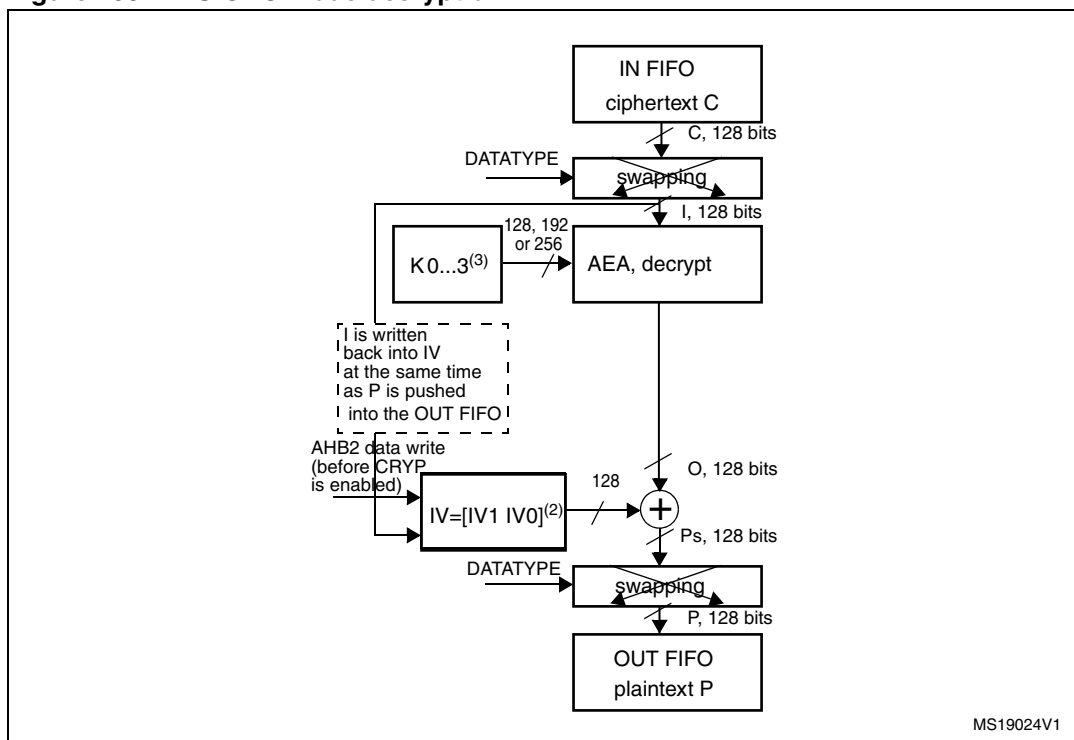 IN FIFO
ciphertext C
C, 128 bits
DATATYPE
swapping
I, 128 bits
128, 192
or 256
K 0...3(3)
AEA, decrypt
I is written
back into IV
at the same time
as P is pushed
into the OUT FIFO
AHB2 data write
(before CRYP
is enabled)
IV=[IV1 IV0](2)
128
O, 128 bits
+
Ps, 128 bits
DATATYPE
swapping
P, 128 bits
OUT FIFO
plaintext P
MS19024V1